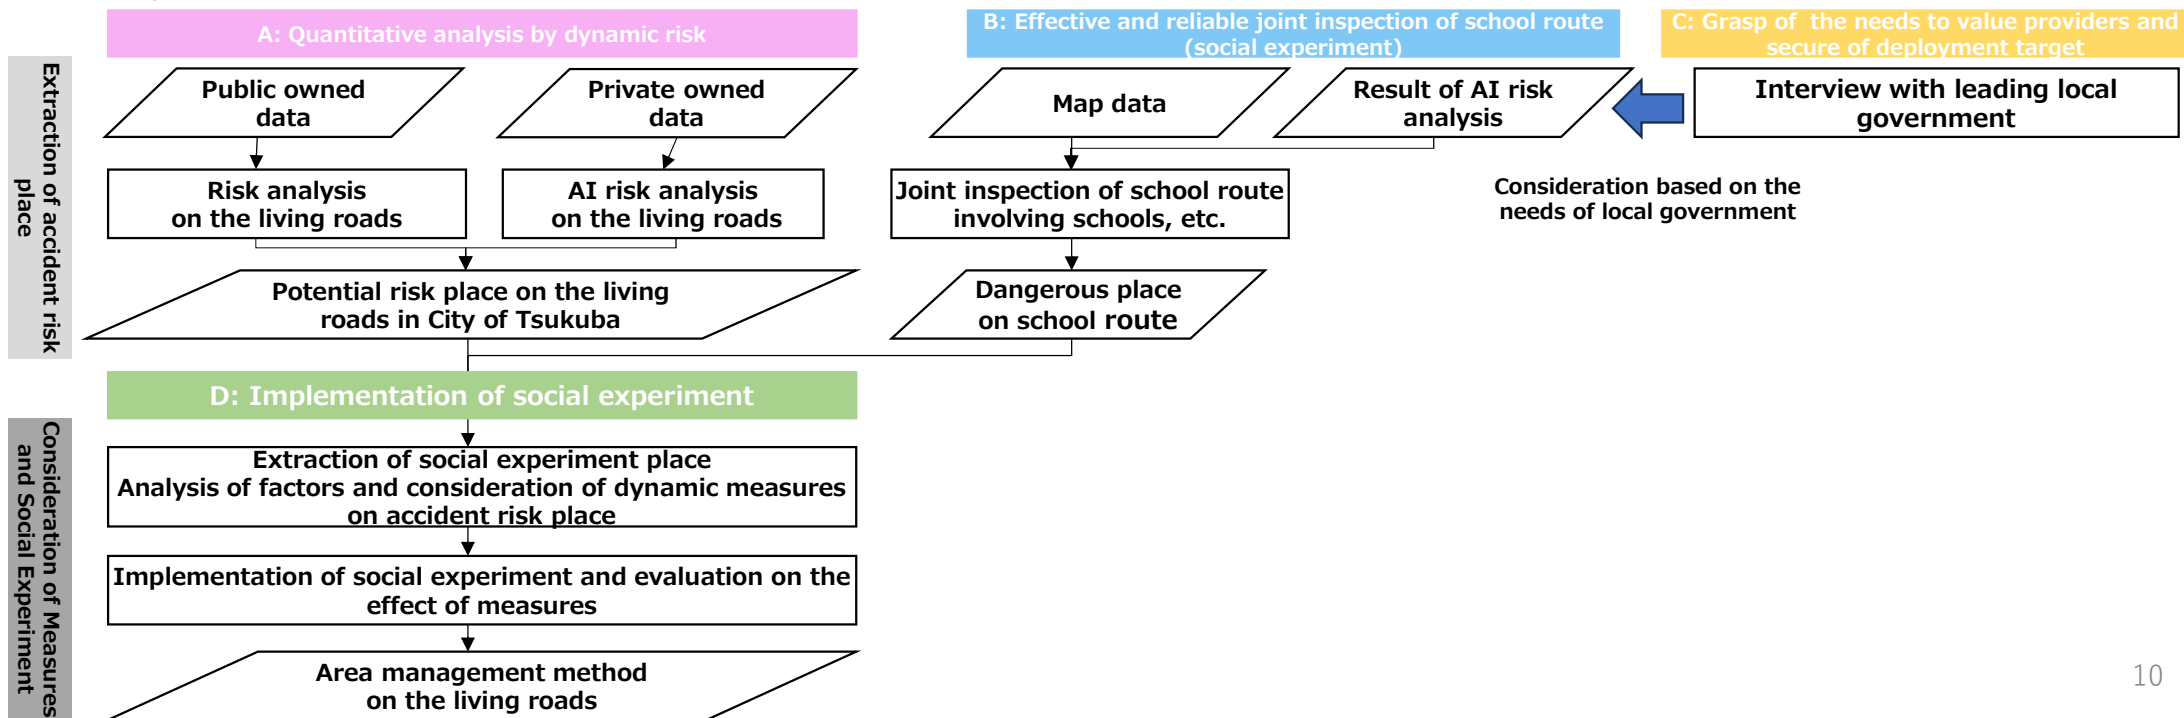 A: Quantitative analysis by dynamic risk
B: Effective and reliable joint inspection of school route
(social experiment)
C: Grasp of the needs to value providers and
secure of deployment target
Extraction of accident risk
place
Public owned
data
Private owned
data
Map data
Result of AI risk
analysis
Interview with leading local
government
Risk analysis
on the living roads
AI risk analysis
on the living roads
Joint inspection of school route
involving schools, etc.
Consideration based on the
needs of local government
Potential risk place on the living
roads in City of Tsukuba
Dangerous place
on school route
D: Implementation of social experiment
Consideration of Measures
and Social Experiment
Extraction of social experiment place
Analysis of factors and consideration of dynamic measures
on accident risk place
Implementation of social experiment and evaluation on the
effect of measures
Area management method
on the living roads
10